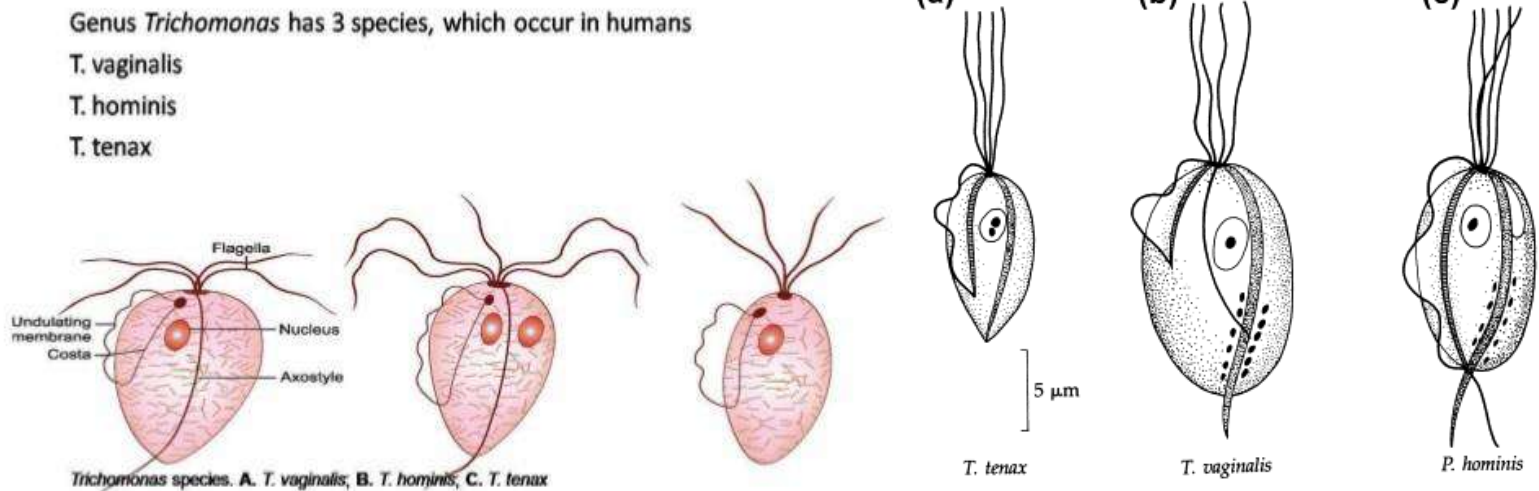 Genus Trichomonas has 3 species, which occur in humans
T. vaginalis
T. hominis
T. tenax
Flagella
Undulating
membrane
Costa
Nucleus
Axostyle
Trichomonas species. A. T. vaginalis; B. T. hominis; C. T. tenax
(a)
(b)
(c)
5 μm
T. tenax
T. vaginalis
P. hominis